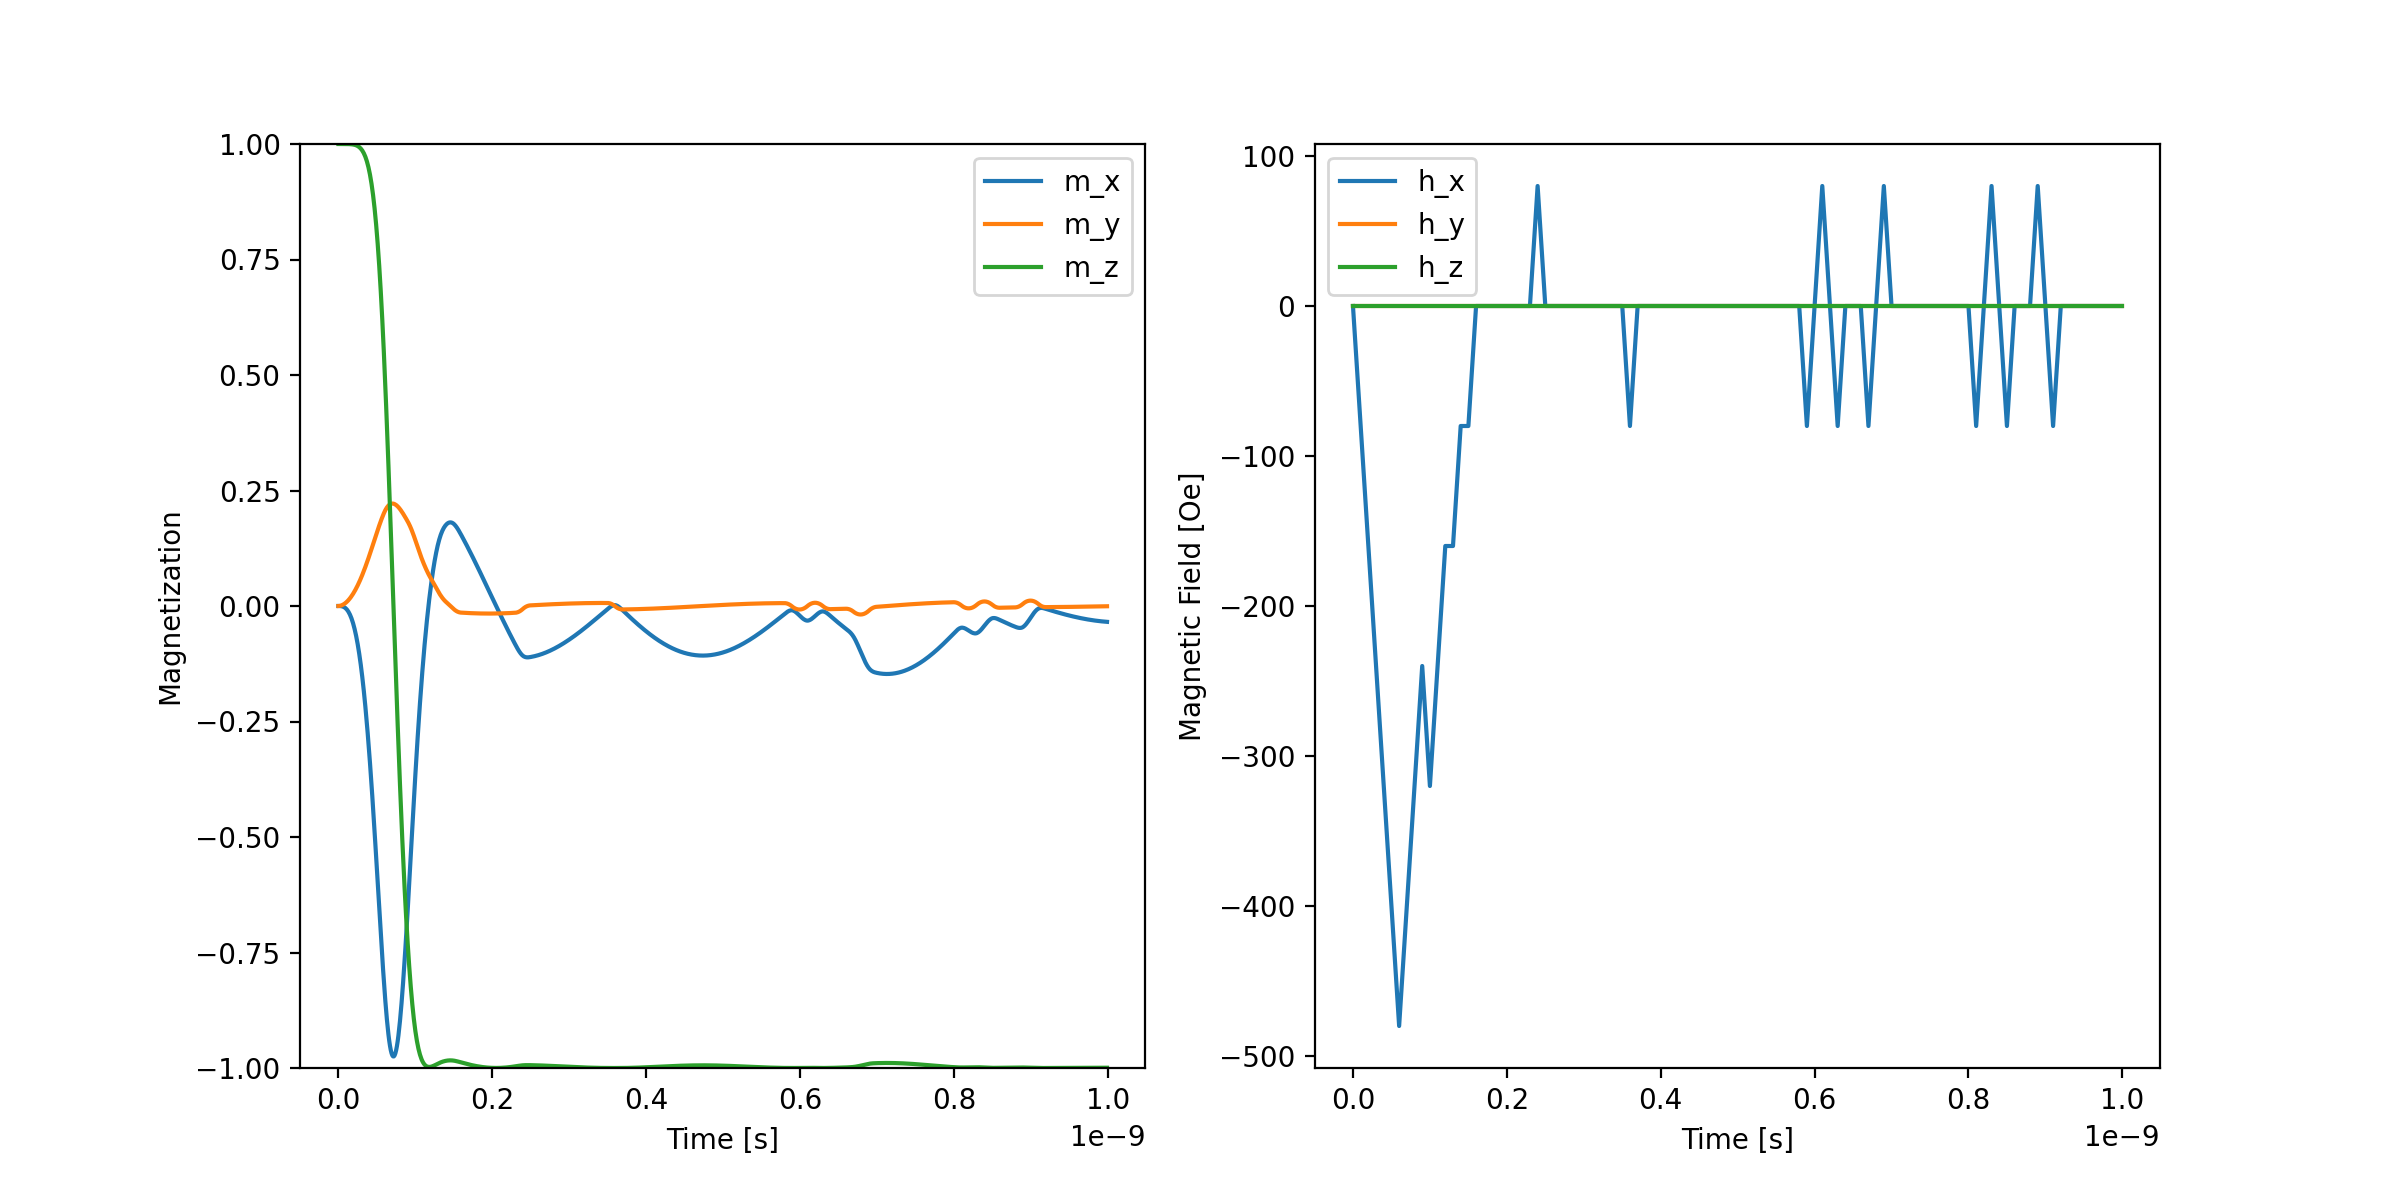 Magnetization
1.00
0.75
0.50
0.25
0.00
−0.25
−0.50
−0.75
−1.00
0.0 0.2 0.4 0.6 0.8 1.0
1e−9
Time [s]
m_x
m_y
m_z
Magnetic Field [Oe]
100
0
−100
−200
−300
−400
−500
0.0 0.2 0.4 0.6 0.8 1.0
1e−9
Time [s]
h_x
h_y
h_z